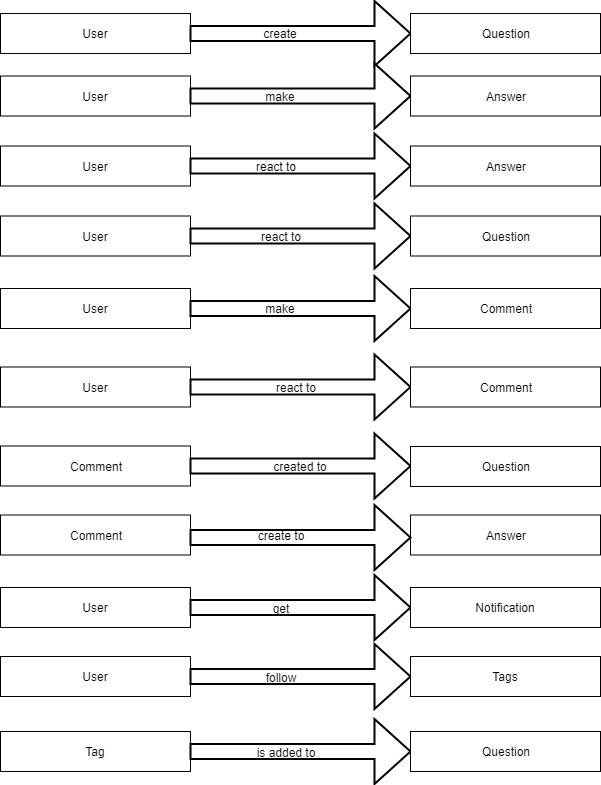 User create Question
User make Answer
User react to Answer
User react to Question
User make Comment
User react to Comment
Comment created to Question
Comment create to Answer
User get Notification
User follow Tags
Tag is added to Question